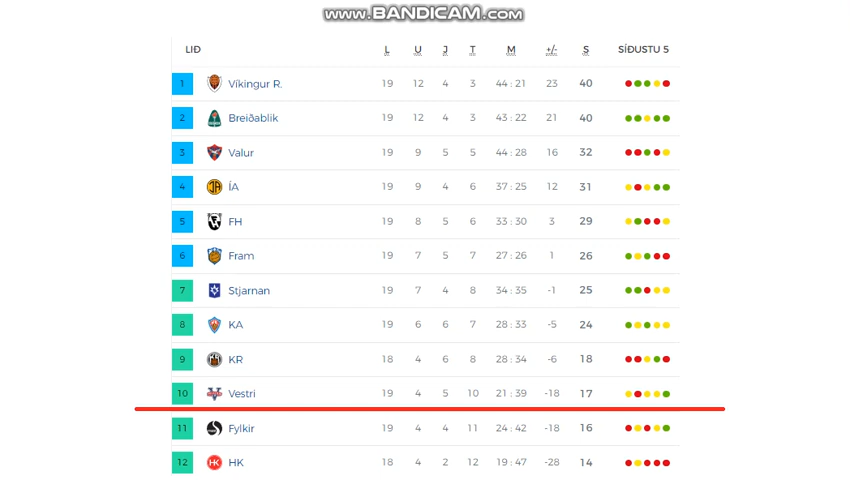 www.BANDICAM.com
LIÐ L U J T M +/- S SÍÐUSTU 5
1 Víkingur R. 19 12 4 3 44 : 21 23 40
2 Breiðablik 19 12 4 3 43 : 22 21 40
3 Valur 19 9 5 5 44 : 28 16 32
4 ÍA 19 9 4 6 37 : 25 12 31
5 FH 19 8 5 6 33 : 30 3 29
6 Fram 19 7 5 7 27 : 26 1 26
7 Stjarnan 19 7 4 8 34 : 35 -1 25
8 KA 19 6 6 7 28 : 33 -5 24
9 KR 18 4 6 8 28 : 34 -6 18
10 Vestri 19 4 5 10 21 : 39 -18 17
11 Fylkir 19 4 4 11 24 : 42 -18 16
12 HK 18 4 2 12 19 : 47 -28 14